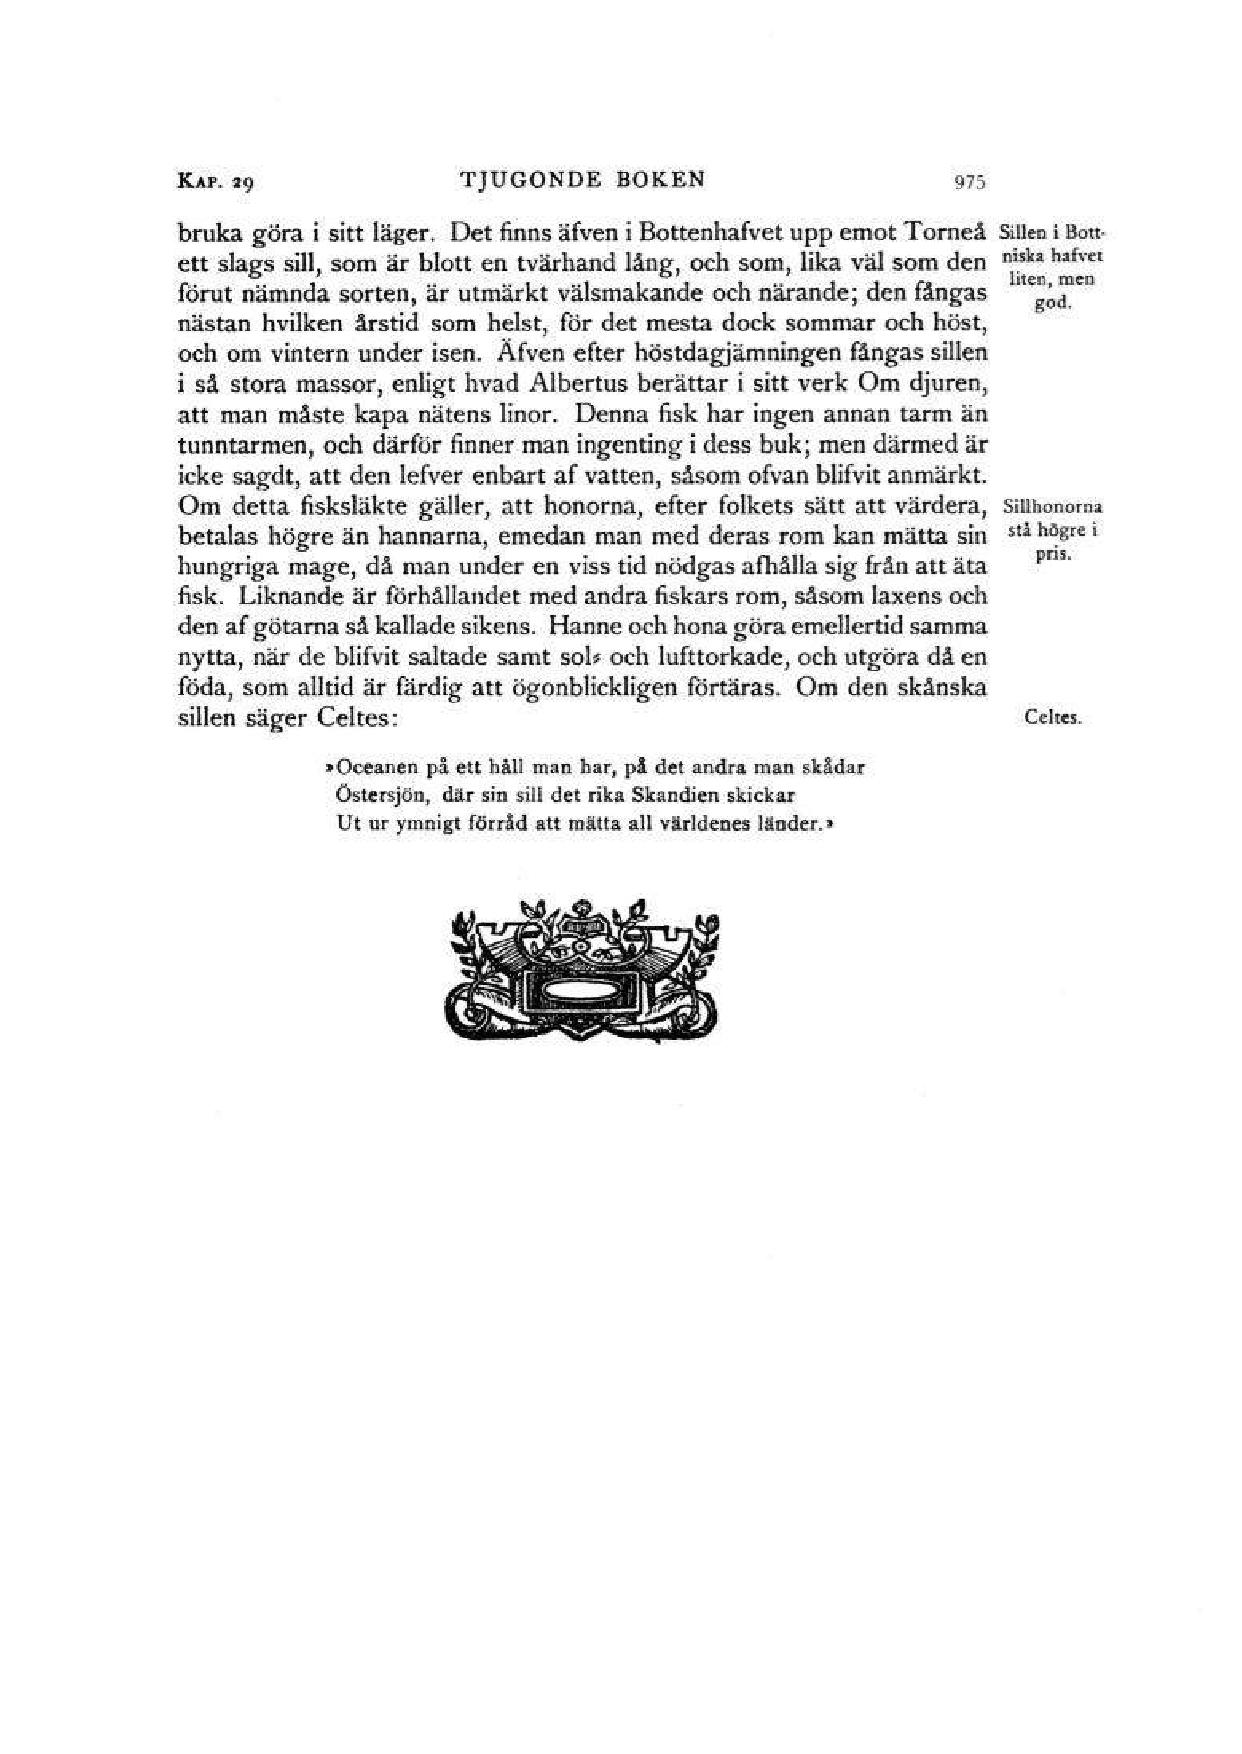 KAP. 29 TJUGONDE BOKEN 975
bruka göra i sitt läger. Det finns äfven i Bottenhafvet upp emot Torneå
ett slags sill, som är blott en tvärhand lång, och som, lika väl som den
förut nämnda sorten, är utmärkt välsmakande och närande; den fångas
nästan hvilken årstid som helst, för det mesta dock sommar och höst,
och om vintern under isen. Äfven efter höstdagjämningen fångas sillen
i så stora massor, enligt hvad Albertus berättar i sitt verk Om djuren,
att man måste kapa nätens linor. Denna fisk har ingen annan tarm än
tunntarmen, och därför finner man ingenting i dess buk; men därmed är
icke sagdt, att den lefver enbart af vatten, såsom ofvan blifvit anmärkt.
Om detta fisksläkte gäller, att honorna, efter folkets sätt att värdera,
betalas högre än hannarna, emedan man med deras rom kan mätta sin
hungriga mage, då man under en viss tid nödgas afhålla sig från att äta
fisk. Liknande är förhållandet med andra fiskars rom, såsom laxens och
den af götarna så kallade sikens. Hanne och hona göra emellertid samma
nytta, när de blifvit saltade samt sol- och lufttorkade, och utgöra då en
föda, som alltid är färdig att ögonblickligen förtäras. Om den skånska
sillen säger Celtes:
Sillen i Bott-
niska hafvet
liten, men
god.
Sillhonorna
stå högre i
pris.
Celtes.
»Oceanen på ett håll man har, på det andra man skådar
Östersjön, där sin sill det rika Skandien skickar
Ut ur ymnigt förråd att mätta all världenes länder.»